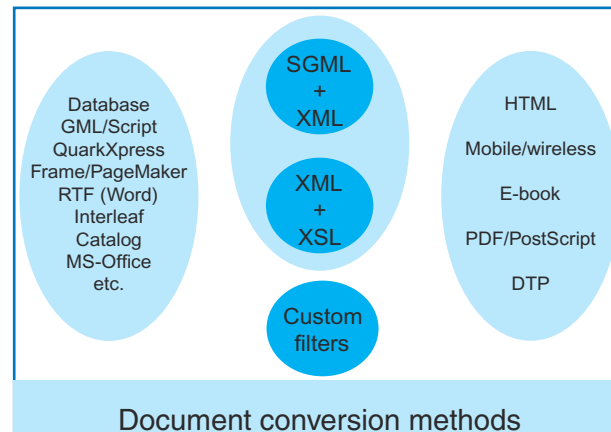 Database
GML/Script
QuarkXpress
Frame/PageMaker
RTF (Word)
Interleaf
Catalog
MS-Office
etc.
SGML
+
XML
XML
+
XSL
Custom
filters
HTML
Mobile/wireless
E-book
PDF/PostScript
DTP
Document conversion methods